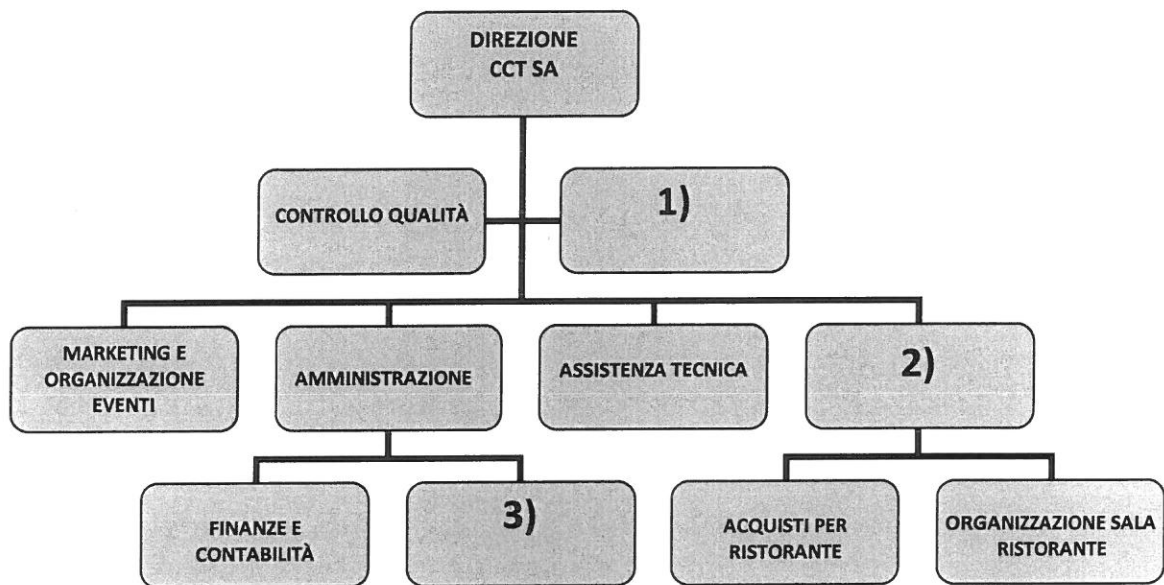 DIREZIONE
CCT SA
CONTROLLO QUALITÀ
1)
MARKETING E
ORGANIZZAZIONE
EVENTI
AMMINISTRAZIONE
ASSISTENZA TECNICA
2)
FINANZE E
CONTABILITÀ
3)
ACQUISTI PER
RISTORANTE
ORGANIZZAZIONE SALA
RISTORANTE